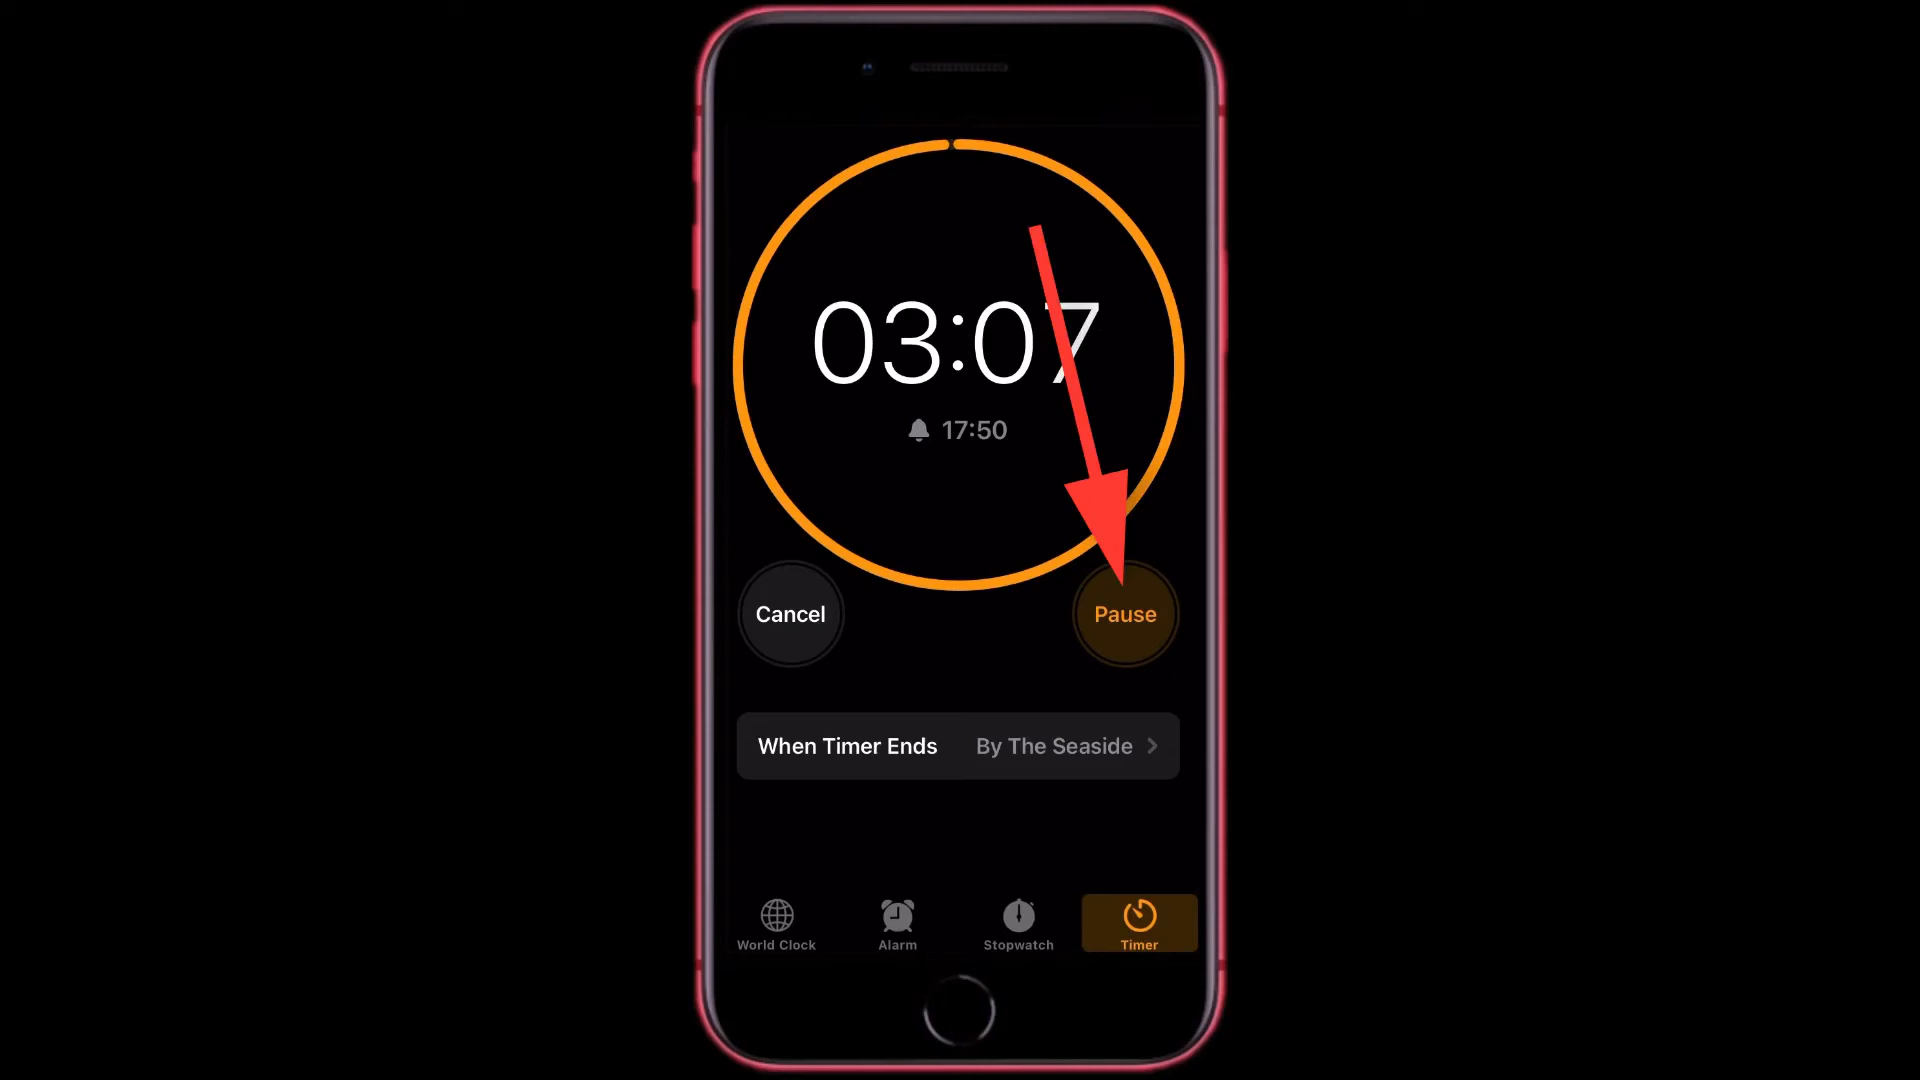 03:07
17:50
Cancel
Pause
When Timer Ends By The Seaside
World Clock Alarm Stopwatch Timer